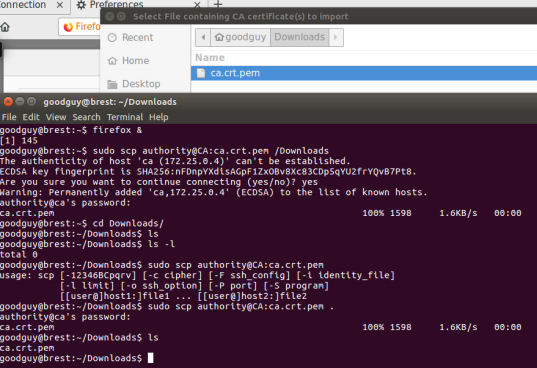 onnection × Preferences × +
Firefo
Select File containing CA certificate(s) to import
Recent
goodguy Downloads
Home
Name
ca.crt.pem
Desktop
goodguy@brest: ~/Downloads
File Edit View Search Terminal Help
goodguy@brest:~$ firefox &
[1] 145
goodguy@brest:~$ sudo scp authority@CA:ca.crt.pem /Downloads
The authenticity of host 'ca (172.25.0.4)' can't be established.
ECDSA key fingerprint is SHA256:nFDnpYXdisAGpF1ZxOBv8Xc83CDpSqYU2frYQvB7Pt8.
Are you sure you want to continue connecting (yes/no)? yes
Warning: Permanently added 'ca,172.25.0.4' (ECDSA) to the list of known hosts.
authority@ca's password:
ca.crt.pem 100% 1598 1.6KB/s 00:00
goodguy@brest:~$ cd Downloads/
goodguy@brest:~/Downloads$ ls
goodguy@brest:~/Downloads$ ls -l
total 0
goodguy@brest:~/Downloads$ sudo scp authority@CA:ca.crt.pem
usage: scp [-12346BCpqrv] [-c cipher] [-F ssh_config] [-i identity_file]
[-l limit] [-o ssh_option] [-P port] [-S program]
[[user@]host1:]file1 ... [[user@]host2:]file2
goodguy@brest:~/Downloads$ sudo scp authority@CA:ca.crt.pem .
authority@ca's password:
ca.crt.pem 100% 1598 1.6KB/s 00:00
goodguy@brest:~/Downloads$ ls
ca.crt.pem
goodguy@brest:~/Downloads$